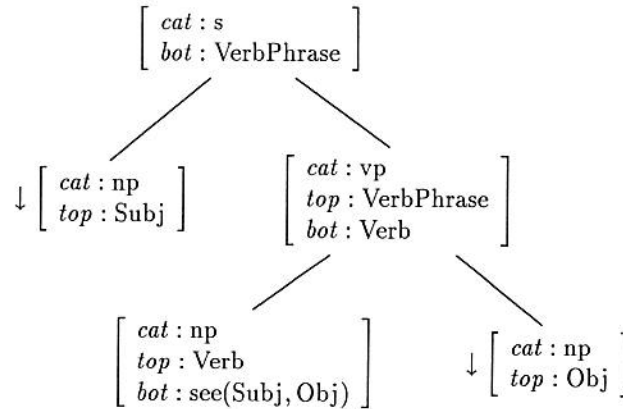 cat : s
bot : VerbPhrase
↓ cat : np
top : Subj
cat : vp
top : VerbPhrase
bot : Verb
cat : np
top : Verb
bot : see(Subj, Obj)
↓ cat : np
top : Obj